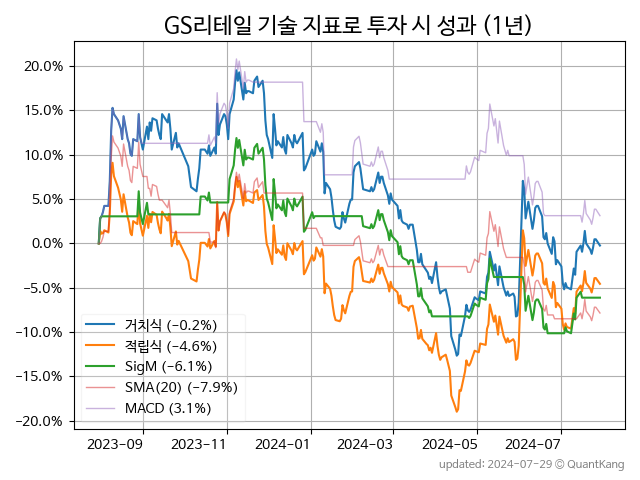 GS리테일 기술 지표로 투자 시 성과 (1년)
20.0%
15.0%
10.0%
5.0%
0.0%
−5.0%
−10.0%
−15.0%
−20.0%
거치식 (−0.2%)
적립식 (−4.6%)
SigM (−6.1%)
SMA(20) (−7.9%)
MACD (3.1%)
2023−09 2023−11 2024−01 2024−03 2024−05 2024−07
updated: 2024-07-29 © QuantKang